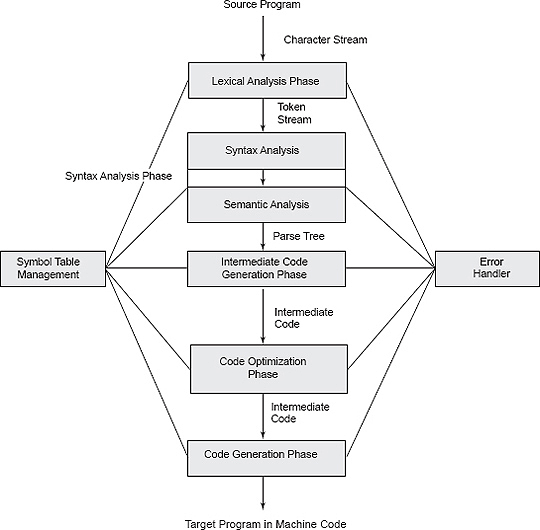 Source Program
Character Stream
Lexical Analysis Phase
Token
Stream
Syntax Analysis
Syntax Analysis Phase
Semantic Analysis
Parse Tree
Symbol Table
Management
Intermediate Code
Generation Phase
Error
Handler
Intermediate
Code
Code Optimization
Phase
Intermediate
Code
Code Generation Phase
Target Program in Machine Code